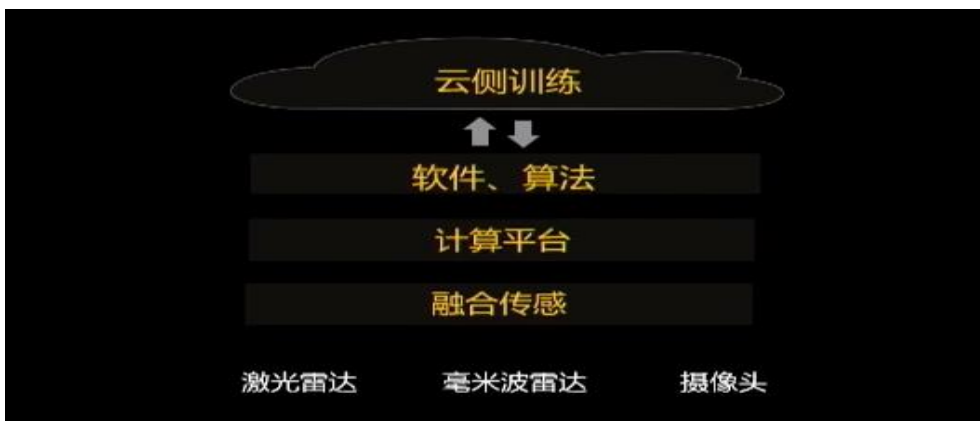 云侧训练
软件、算法
计算平台
融合传感
激光雷达 毫米波雷达 摄像头